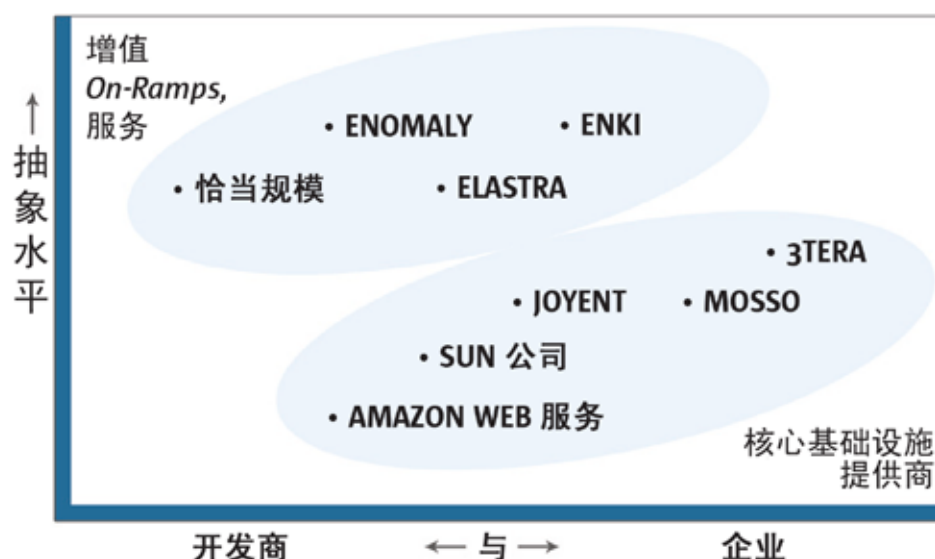 增值
On-Ramps,
服务
• ENOMALY
• ENKI
• 恰当规模
• ELASTRA
• 3TERA
• JOYENT
• MOSSO
• SUN 公司
• AMAZON WEB 服务
核心基础设施
提供商
→ 抽象水平
开发商 ← 与 → 企业